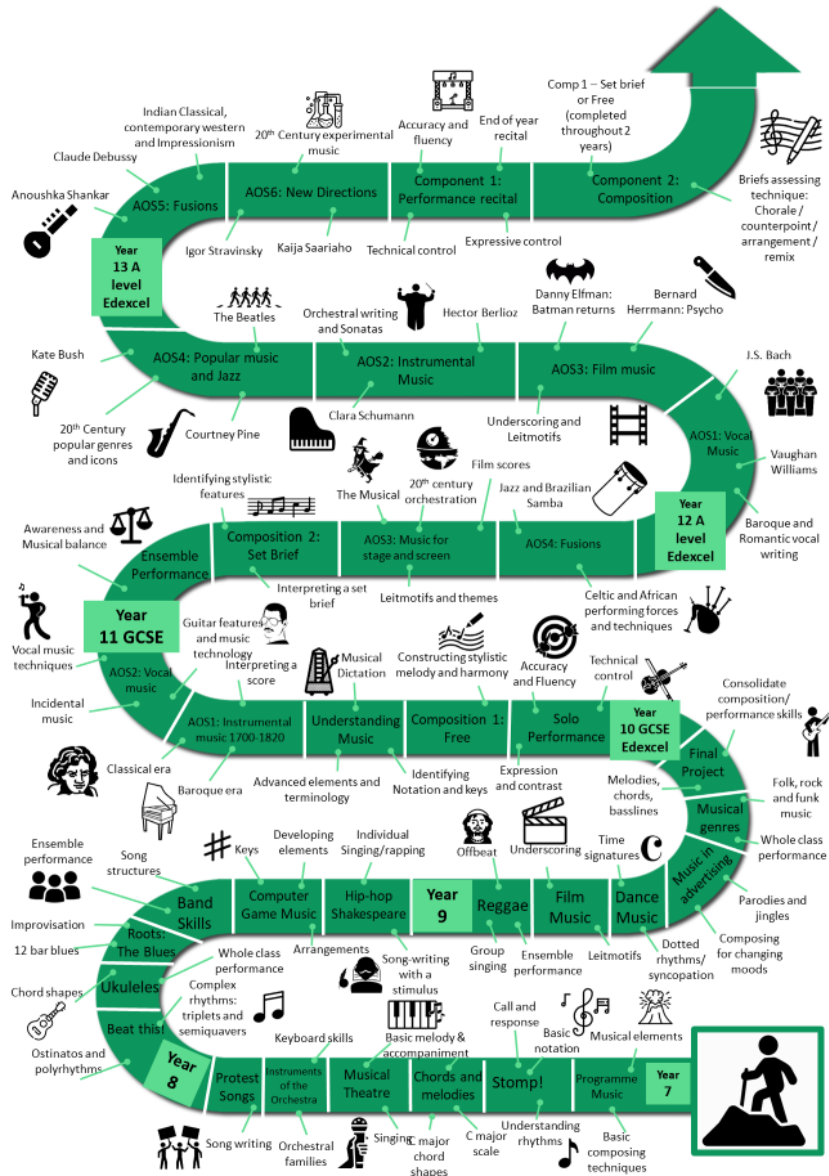 Comp 1 – Set brief
or Free
(completed
throughout 2
years)
Indian Classical,
contemporary western
and Impressionism
20th Century experimental
music
Accuracy and
fluency
End of year
recital
Claude Debussy
Anoushka Shankar
AOS5: Fusions
AOS6: New Directions
Component 1:
Performance recital
Component 2:
Composition
Briefs assessing
technique:
Chorale /
counterpoint /
arrangement /
remix
Igor Stravinsky
Kaija Saariaho
Technical control
Expressive control
Year
13 A
level
Edexcel
The Beatles
Orchestral writing
and Sonatas
Hector Berlioz
Danny Elfman:
Batman returns
Bernard
Herrmann: Psycho
Kate Bush
AOS4: Popular music
and Jazz
AOS2: Instrumental
Music
AOS3: Film music
J.S. Bach
20th Century
popular genres
and icons
Courtney Pine
Clara Schumann
Underscoring and
Leitmotifs
AOS1: Vocal
Music
Vaughan
Williams
Baroque and
Romantic vocal
writing
Year
12 A
level
Edexcel
Identifying stylistic
features
The Musical
20th century
orchestration
Film scores
Jazz and Brazilian
Samba
Awareness and
Musical balance
Ensemble
Performance
Composition 2:
Set Brief
AOS3: Music for
stage and screen
AOS4: Fusions
Interpreting a set
brief
Leitmotifs and themes
Celtic and African
performing forces
and techniques
Year
11 GCSE
Vocal music
techniques
Guitar features
and music
technology
AOS2: Vocal
music
Incidental
music
Interpreting a
score
Musical
Dictation
Constructing stylistic
melody and harmony
Accuracy
and Fluency
Technical
control
AOS1: Instrumental
music 1700-1820
Understanding
Music
Composition 1:
Free
Solo
Performance
Year
10 GCSE
Edexcel
Consolidate
composition/
performance skills
Classical era
Baroque era
Advanced elements and
terminology
Identifying
Notation and keys
Expression
and contrast
Melodies,
chords,
basslines
Final
Project
Folk, rock
and funk
music
Musical
genres
Whole class
performance
Music in
advertising
Parodies and
jingles
Composing
for changing
moods
Ensemble
performance
Song
structures
Keys
Developing
elements
Individual
Singing/rapping
Offbeat
Underscoring
Time
signatures
C
Band
Skills
Computer
Game Music
Hip-hop
Shakespeare
Year
9
Reggae
Film
Music
Dance
Music
Improvisation
Roots:
The Blues
12 bar blues
Arrangements
Song-writing
with a
stimulus
Group
singing
Ensemble
performance
Leitmotifs
Dotted
rhythms/
syncopation
Ukuleles
Whole class
performance
Chord shapes
Beat this!
Complex
rhythms:
triplets and
semiquavers
Ostinatos and
polyrhythms
Year
8
Keyboard skills
Basic melody &
accompaniment
Call and
response
Basic
notation
Musical elements
Protest
Songs
Instruments
of the
Orchestra
Musical
Theatre
Chords and
melodies
Stomp!
Programme
Music
Year
7
Song writing
Orchestral
families
Singing
C major
chord
shapes
C major
scale
Understanding
rhythms
Basic
composing
techniques